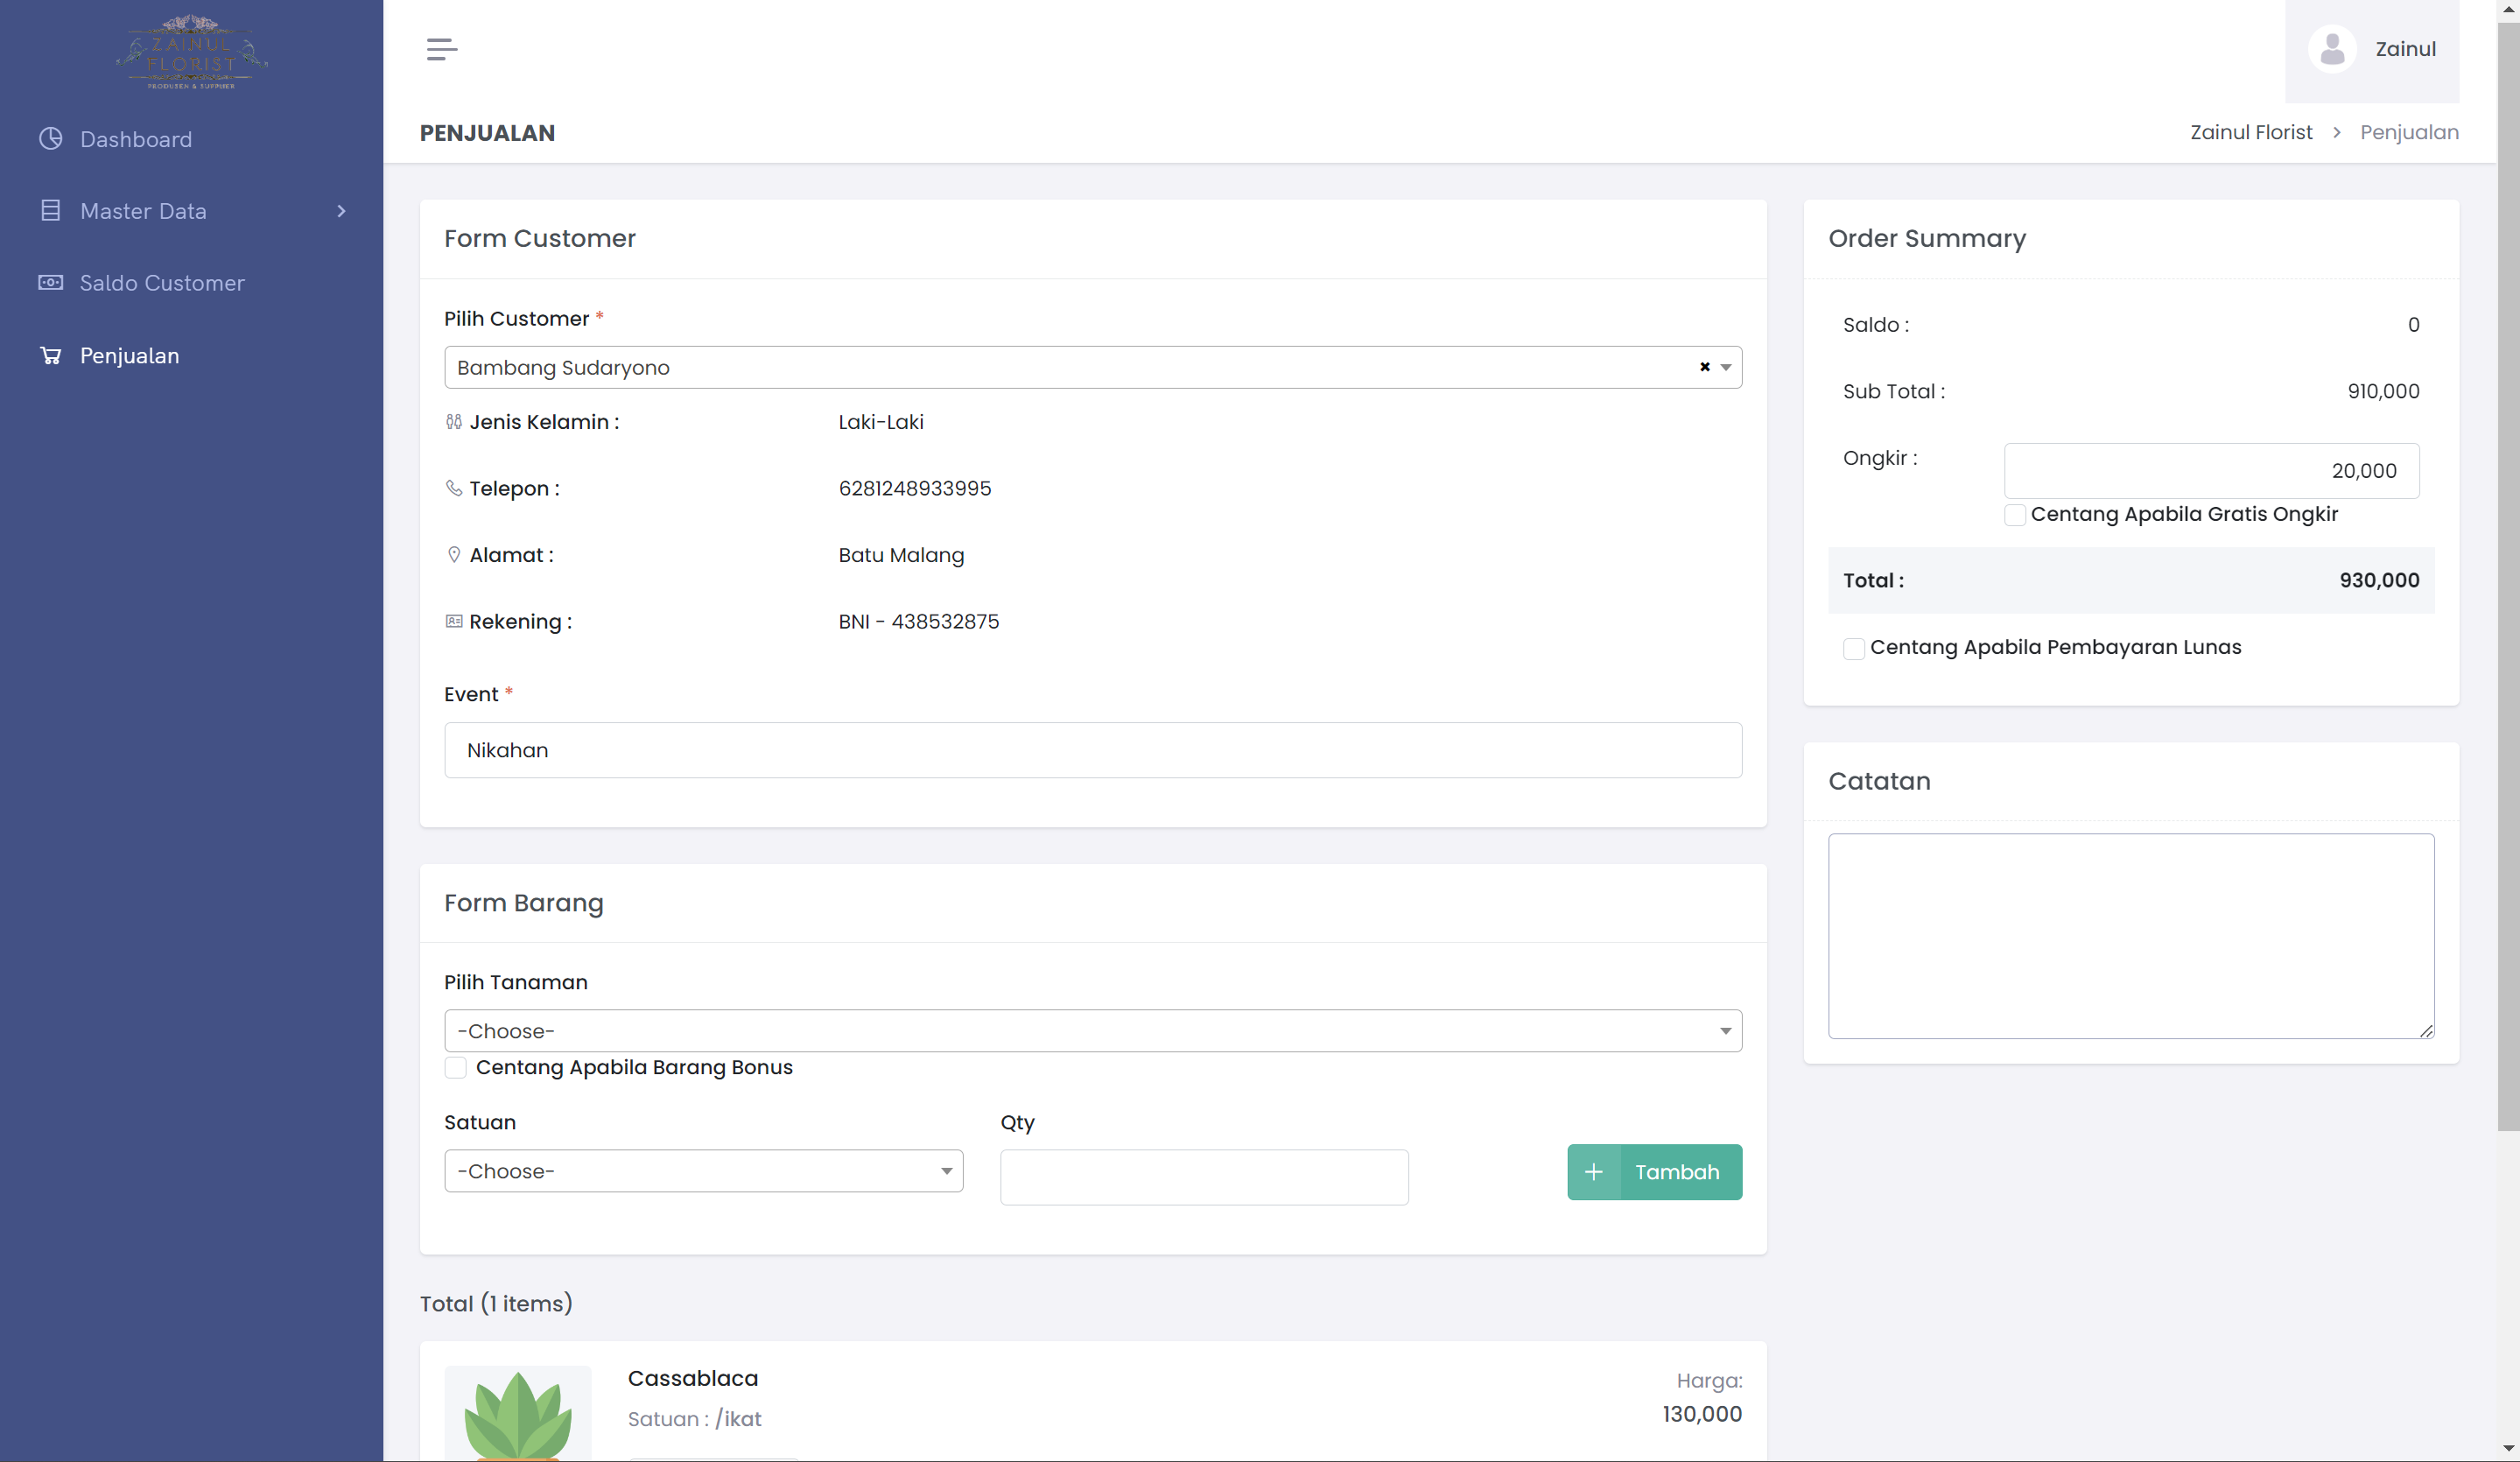 ZAINUL
FLORIST
PRODUSEN & SUPPLIER
Dashboard
Master Data
Saldo Customer
Penjualan
Zainul
PENJUALAN
Zainul Florist > Penjualan
Form Customer
Pilih Customer *
Bambang Sudaryono
Jenis Kelamin : Laki-Laki
Telepon : 6281248933995
Alamat : Batu Malang
Rekening : BNI - 438532875
Event *
Nikahan
Form Barang
Pilih Tanaman
-Choose-
Centang Apabila Barang Bonus
Satuan
-Choose-
Qty
+ Tambah
Total (1 items)
Cassablaca
Satuan : /ikat
Harga:
130,000
Order Summary
Saldo : 0
Sub Total : 910,000
Ongkir : 20,000
Centang Apabila Gratis Ongkir
Total : 930,000
Centang Apabila Pembayaran Lunas
Catatan